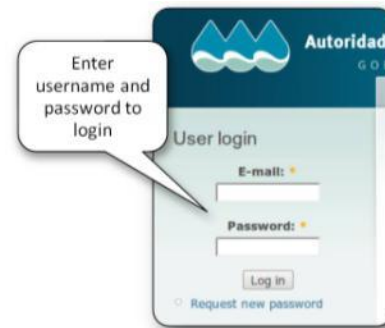 Enter
username and
password to
login
Autoridad
User login
E-mail: *
Password: *
Log in
Request new password